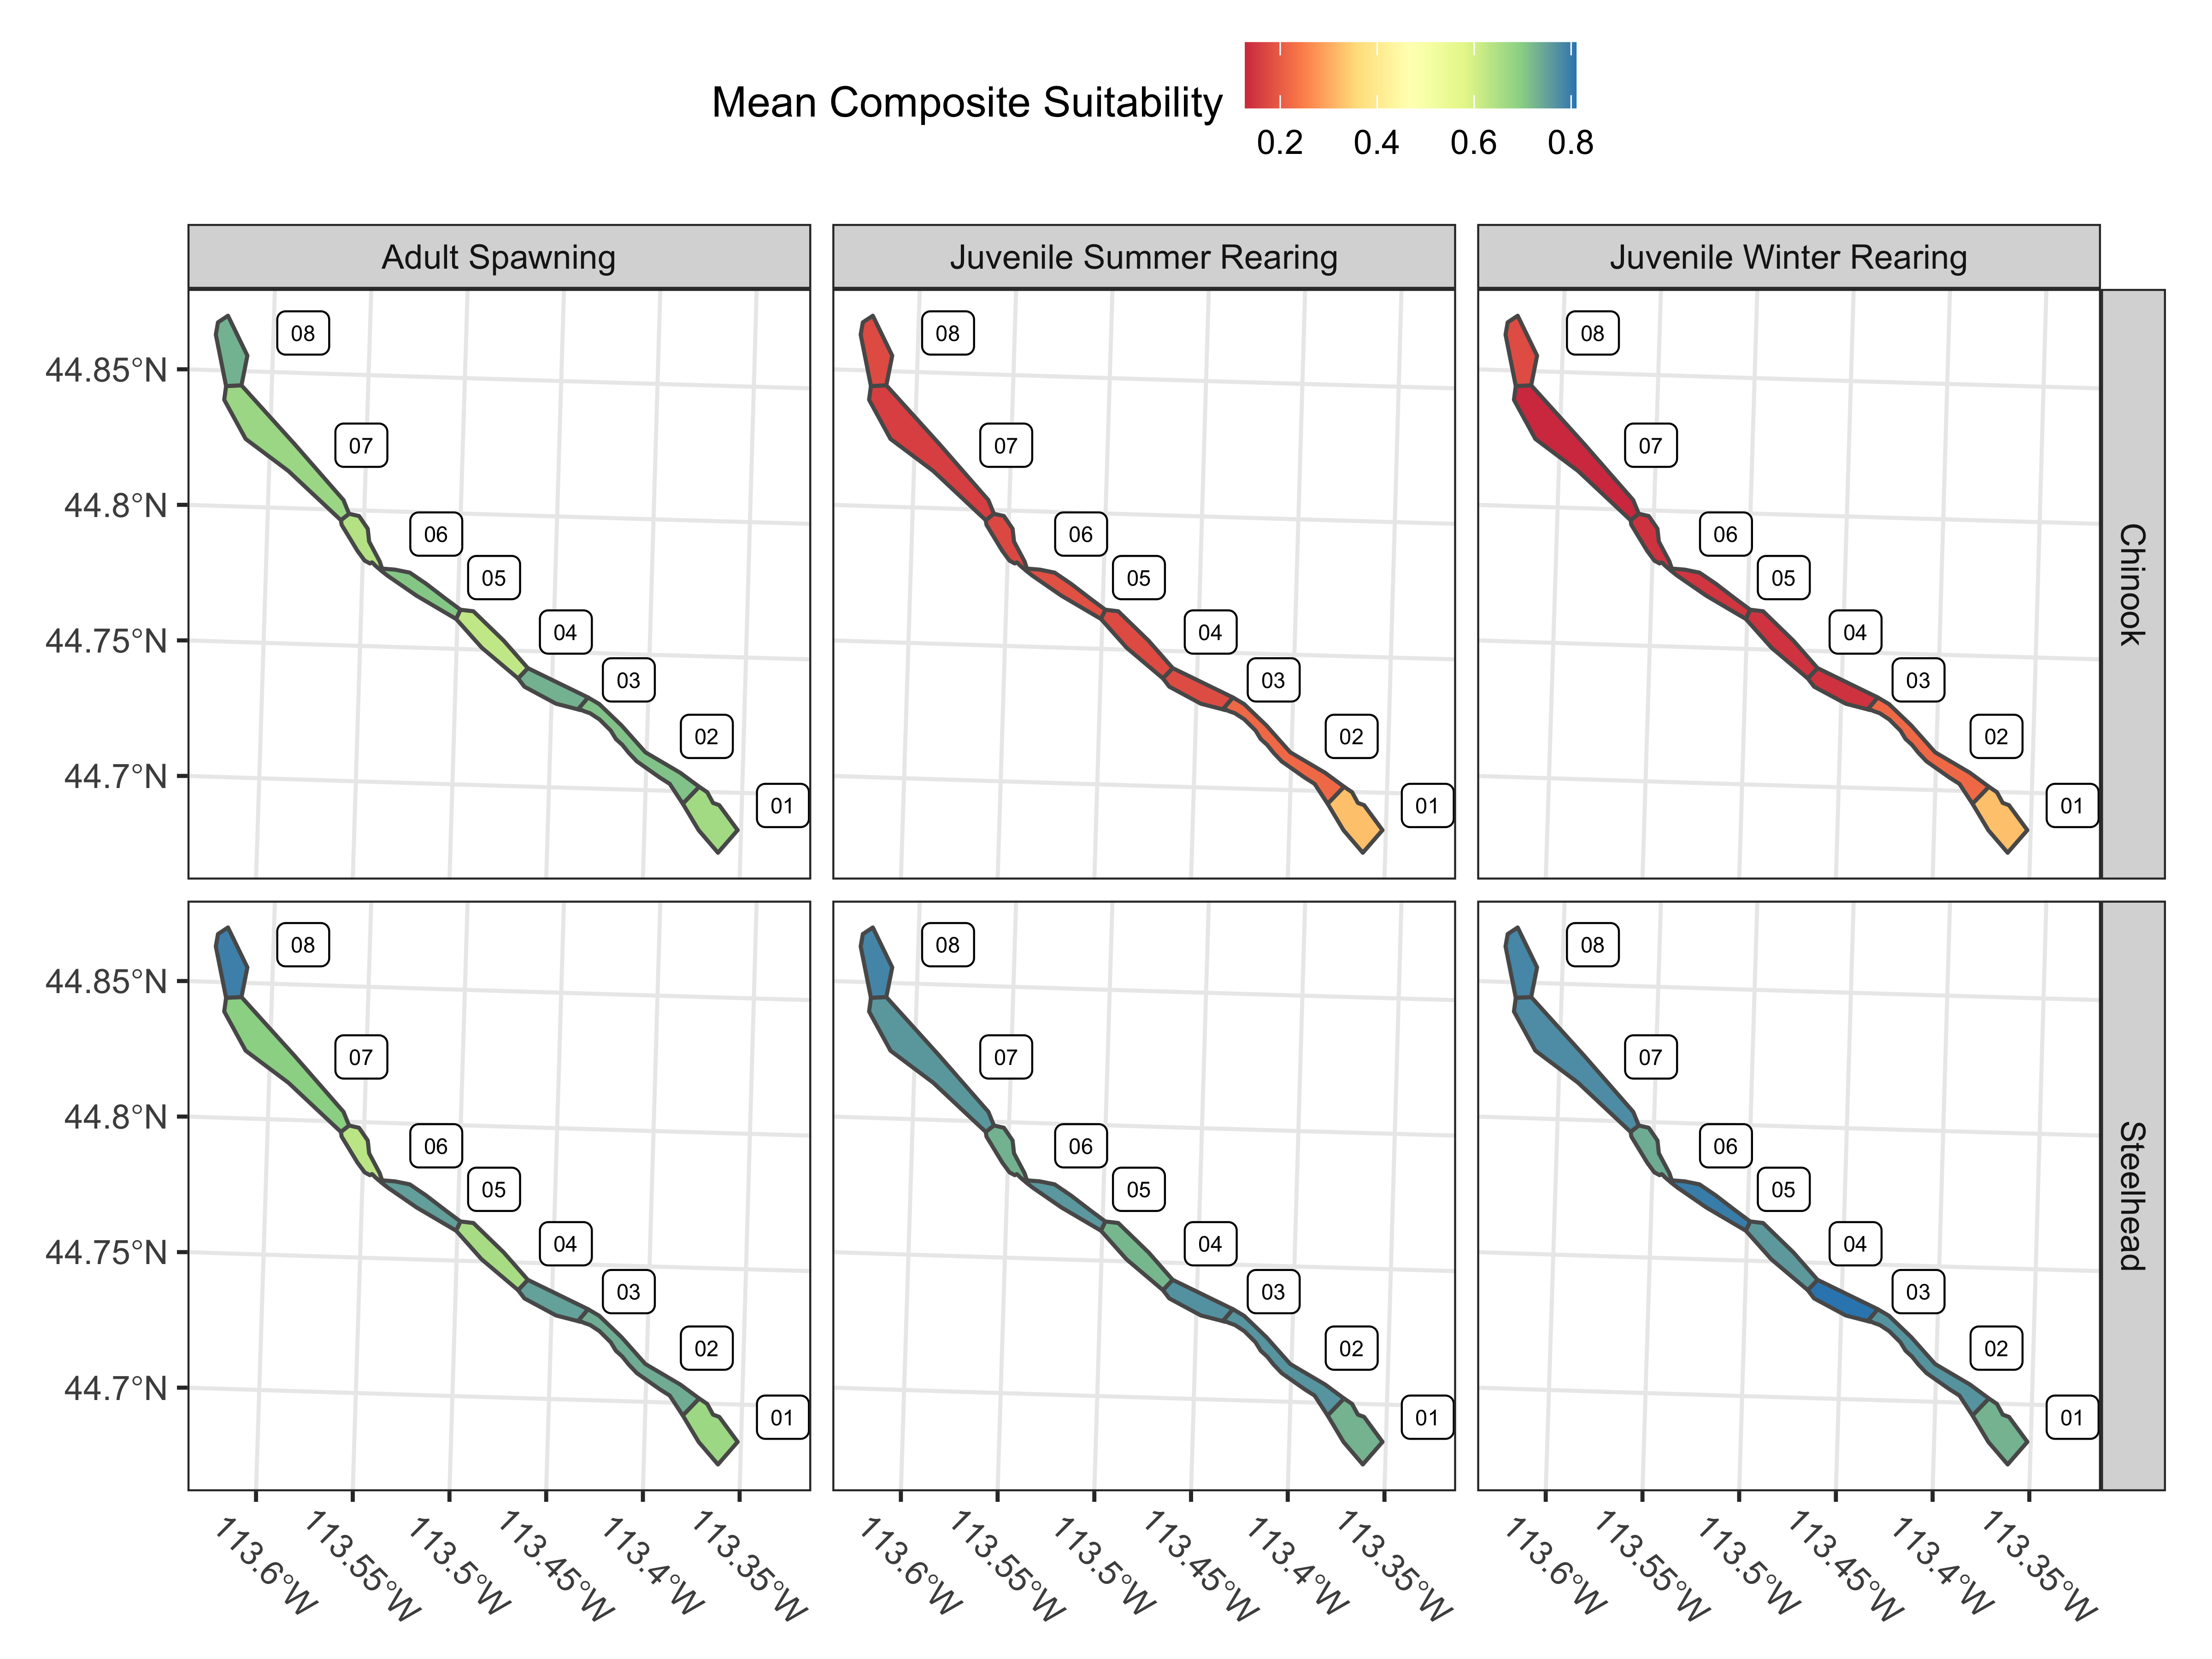 Mean Composite Suitability
0.2 0.4 0.6 0.8
Adult Spawning Juvenile Summer Rearing Juvenile Winter Rearing
Chinook
44.85°N
44.8°N
44.75°N
44.7°N
08 08 08
07 07 07
06 06 06
05 05 05
04 04 04
03 03 03
02 02 02
01 01 01
Steelhead
44.85°N
44.8°N
44.75°N
44.7°N
08 08 08
07 07 07
06 06 06
05 05 05
04 04 04
03 03 03
02 02 02
01 01 01
113.6°W 113.55°W 113.5°W 113.45°W 113.4°W 113.35°W
113.6°W 113.55°W 113.5°W 113.45°W 113.4°W 113.35°W
113.6°W 113.55°W 113.5°W 113.45°W 113.4°W 113.35°W